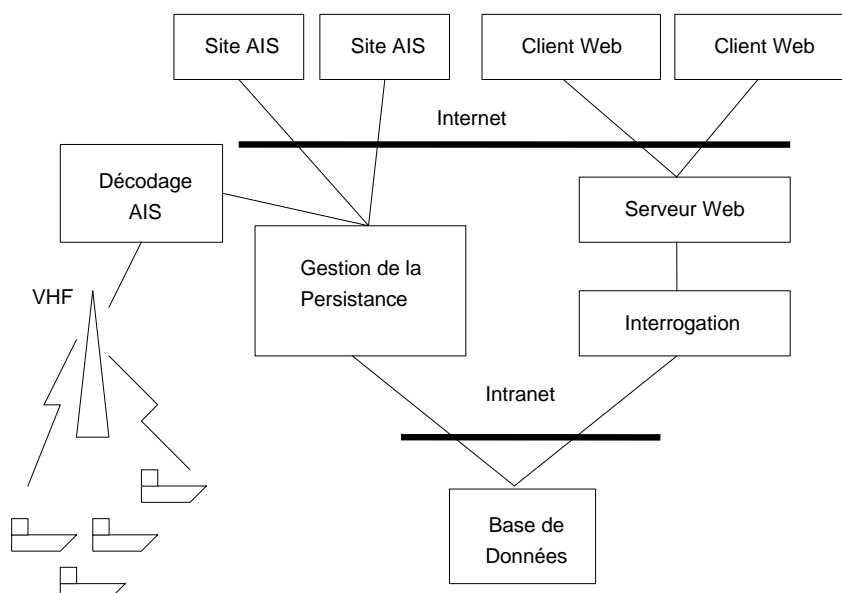 Site AIS
Site AIS
Client Web
Client Web
Internet
Décodage
AIS
Serveur Web
Gestion de la
Persistance
VHF
Interrogation
Intranet
Base de
Données